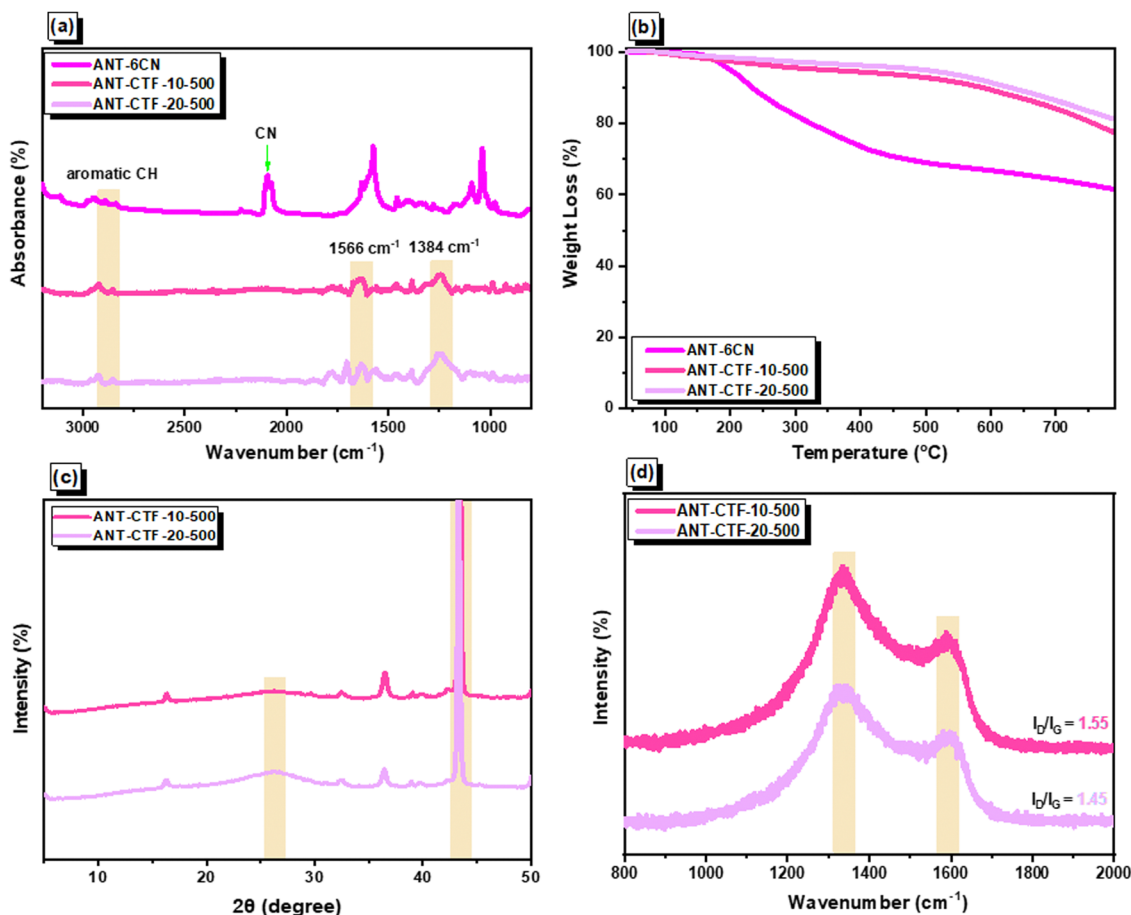 (a)
ANT-6CN
ANT-CTF-10-500
ANT-CTF-20-500
CN
aromatic CH
1566 cm⁻¹
1384 cm⁻¹
Absorbance (%)
3000 2500 2000 1500 1000
Wavenumber (cm⁻¹)
(b)
100
80
60
40
20
0
Weight Loss (%)
ANT-6CN
ANT-CTF-10-500
ANT-CTF-20-500
100 200 300 400 500 600 700
Temperature (ºC)
(c)
ANT-CTF-10-500
ANT-CTF-20-500
Intensity (%)
10 20 30 40 50
2θ (degree)
(d)
ANT-CTF-10-500
ANT-CTF-20-500
Intensity (%)
I_D/I_G = 1.55
I_D/I_G = 1.45
800 1000 1200 1400 1600 1800 2000
Wavenumber (cm⁻¹)